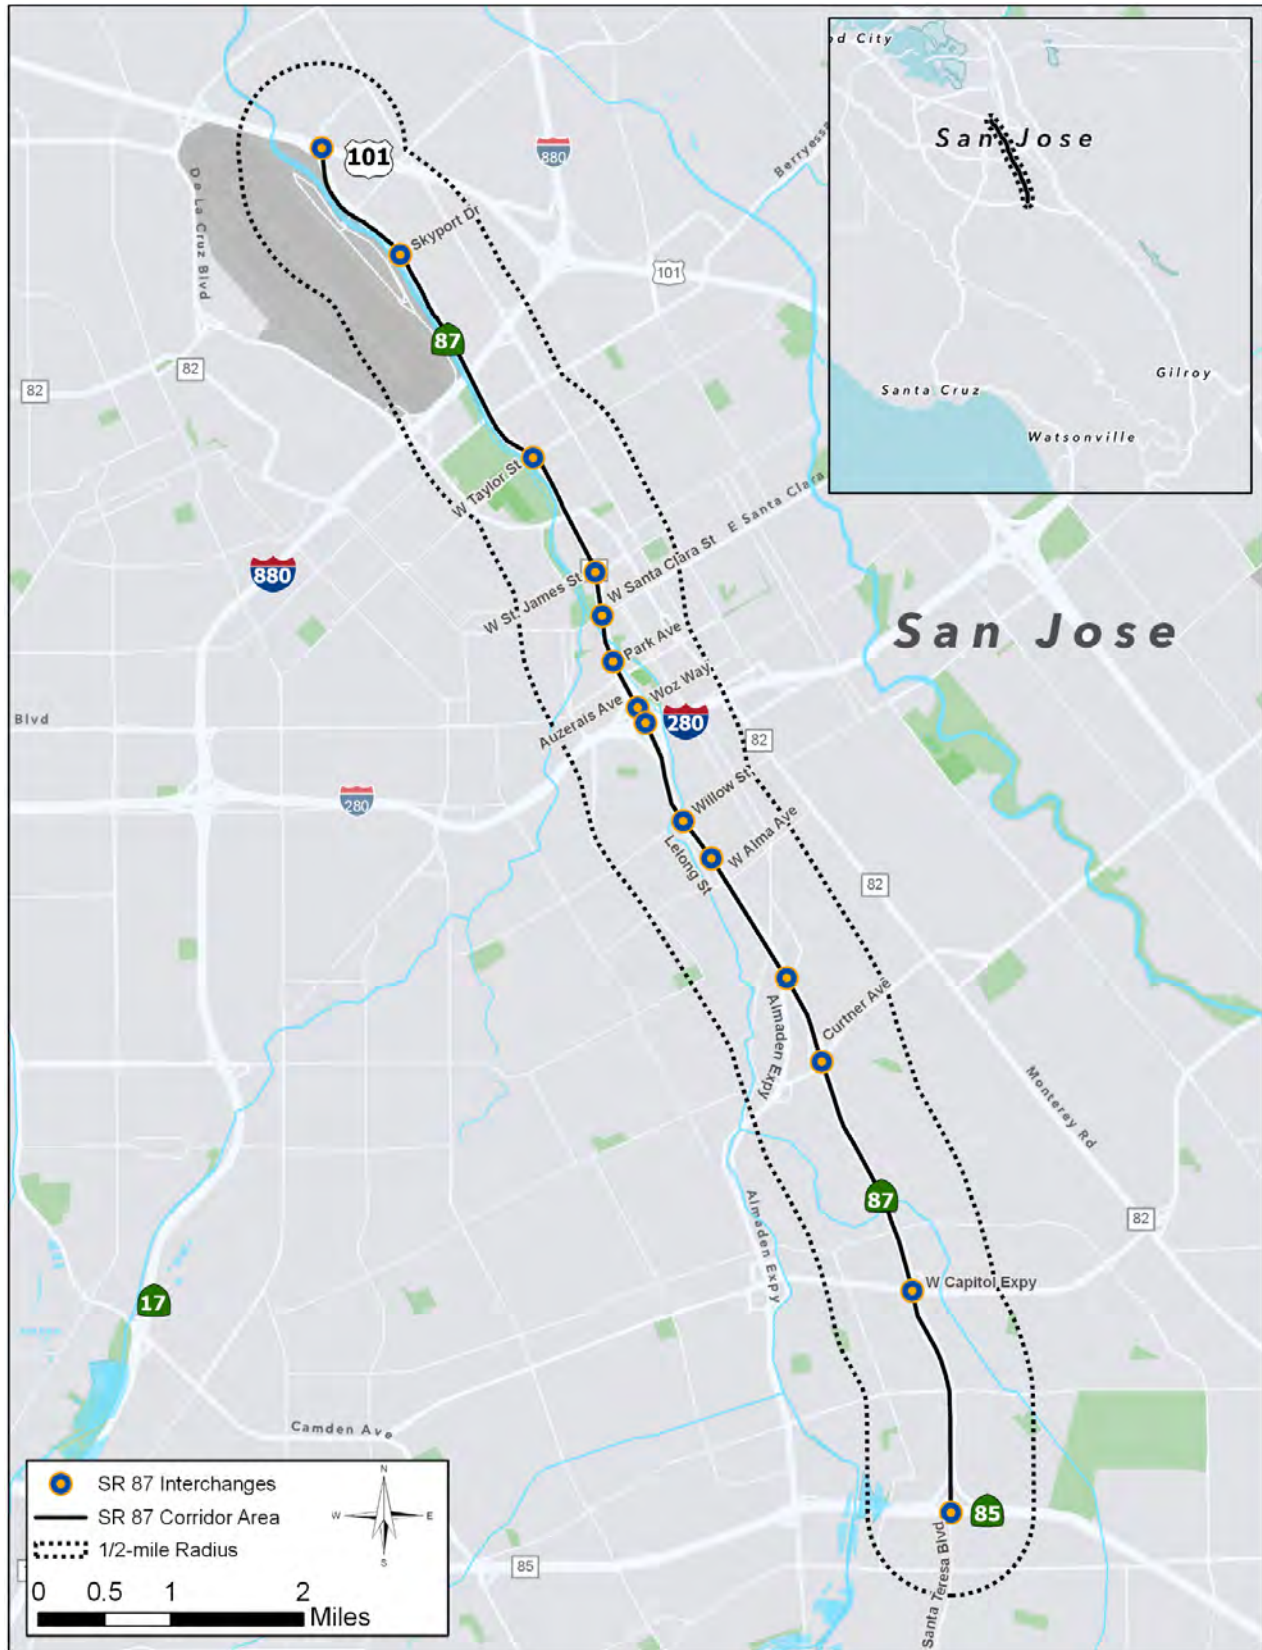 od City
San Jose
Santa Cruz
Gilroy
Watsonville
101
880
Berryessa
De La Cruz Blvd
Skyport Dr
101
87
82
82
W Taylor St
E Santa Clara
880
W St. James St
W Santa Clara St
San Jose
Park Ave
Woz Way
Auzerais Ave
Blvd
280
82
280
Willow St
W Alma Ave
Lelong St
82
Almaden Expy
Curtner Ave
Monterey Rd
87
Almaden Expy
82
W Capitol Expy
17
Camden Ave
85
Santa Teresa Blvd
85
SR 87 Interchanges
SR 87 Corridor Area
1/2-mile Radius
N
W E
S
0 0.5 1 2
Miles